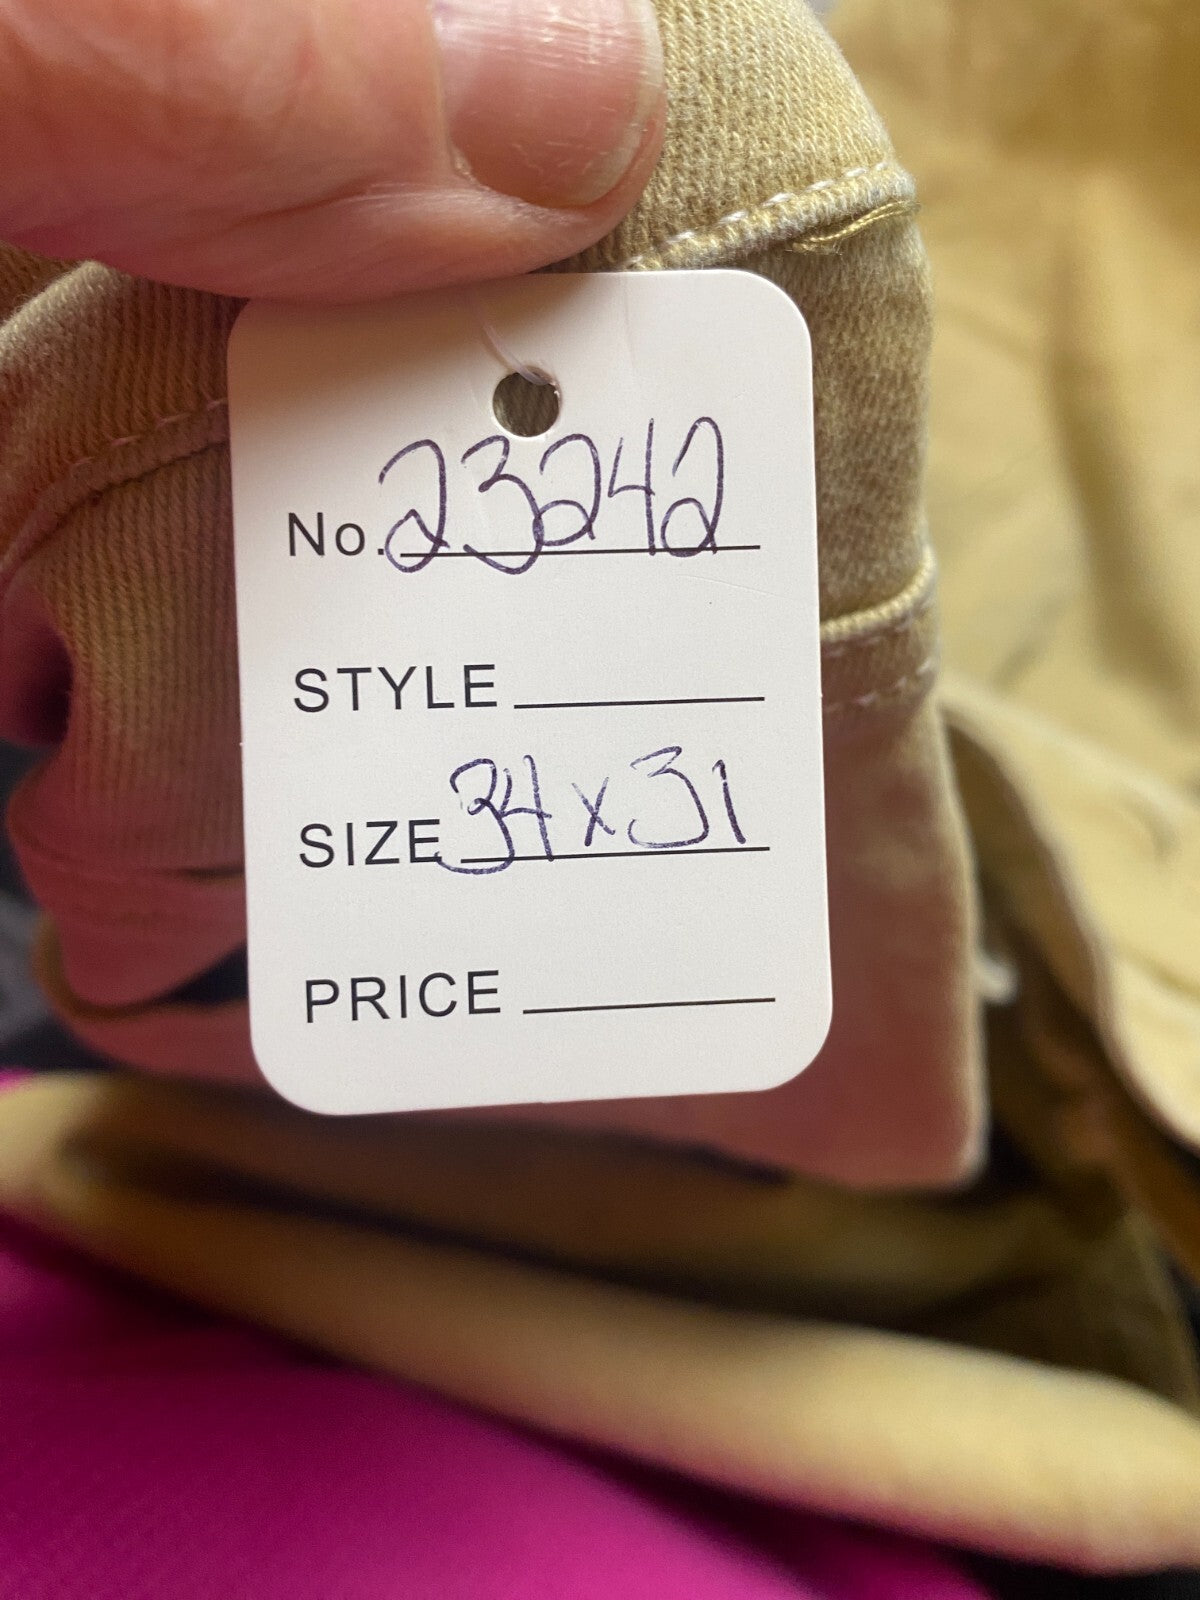 No. 23242
STYLE
SIZE 34 x 31
PRICE